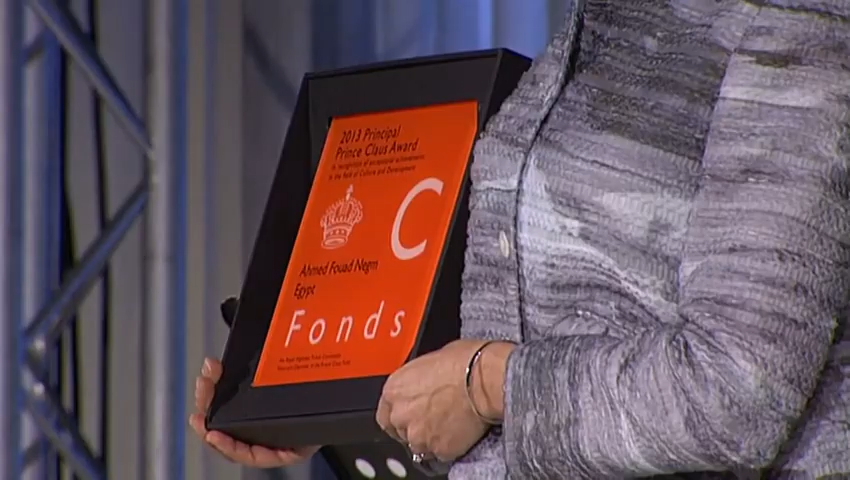 2013 Principal
Prince Claus Award
In recognition of exceptional achievements
in the field of Culture and Development
C
Ahmed Fouad Negm
Egypt
Fonds